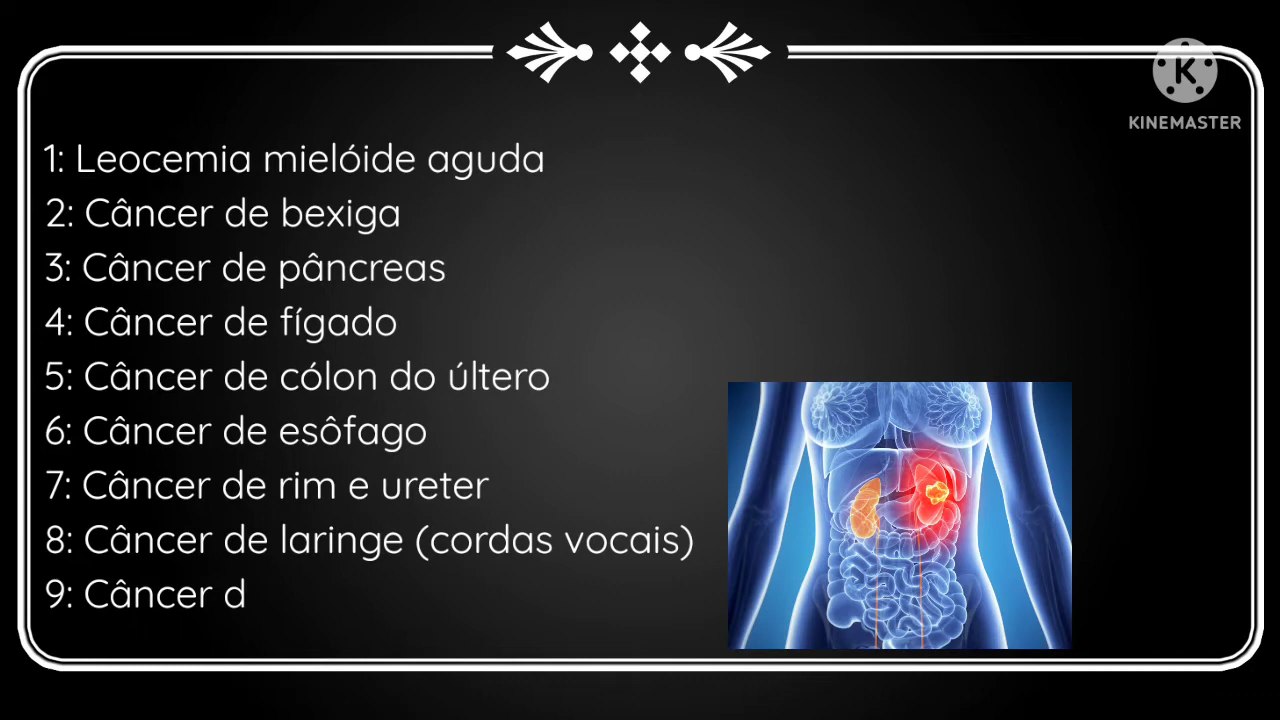 K
KINEMASTER
1: Leocemia mielóide aguda
2: Câncer de bexiga
3: Câncer de pâncreas
4: Câncer de fígado
5: Câncer de cólon do últero
6: Câncer de esôfago
7: Câncer de rim e ureter
8: Câncer de laringe (cordas vocais)
9: Câncer d